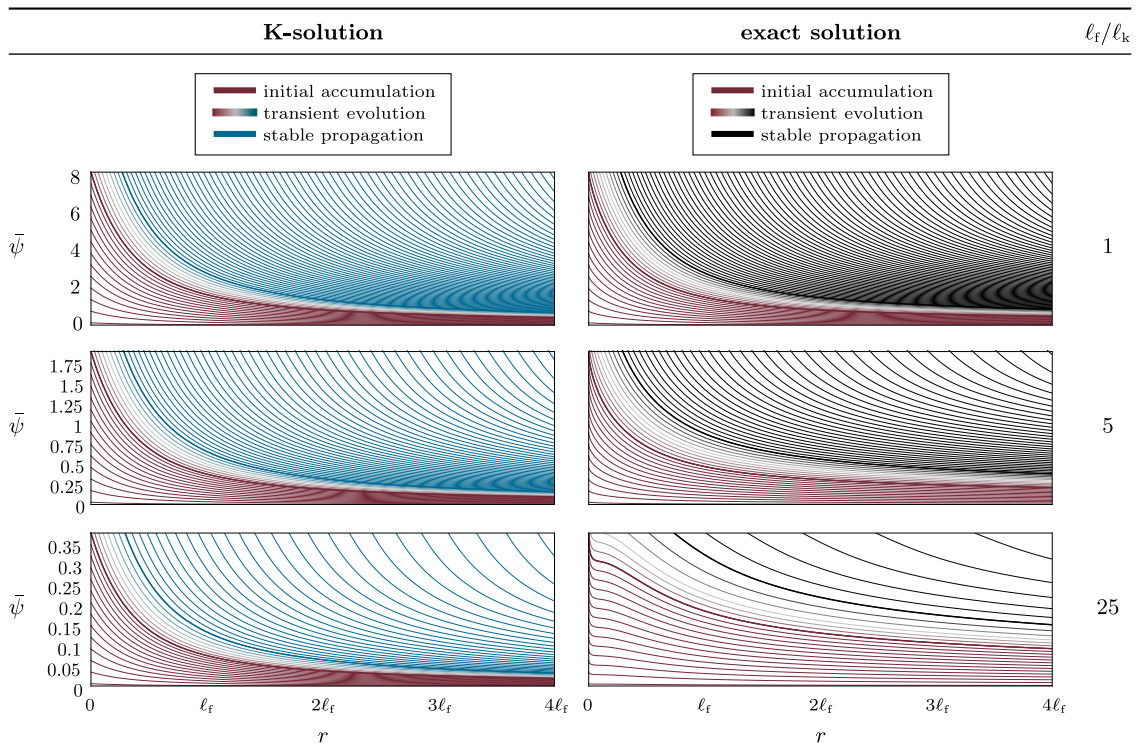 K-solution exact solution ℓf/ℓk
initial accumulation initial accumulation
transient evolution transient evolution
stable propagation stable propagation
8
6
ψ̄ 4 1
2
0
1.75
1.5
1.25
ψ̄ 1 5
0.75
0.5
0.25
0
0.35
0.3
0.25
ψ̄ 0.2 25
0.15
0.1
0.05
0
0 ℓf 2ℓf 3ℓf 4ℓf 0 ℓf 2ℓf 3ℓf 4ℓf
r r